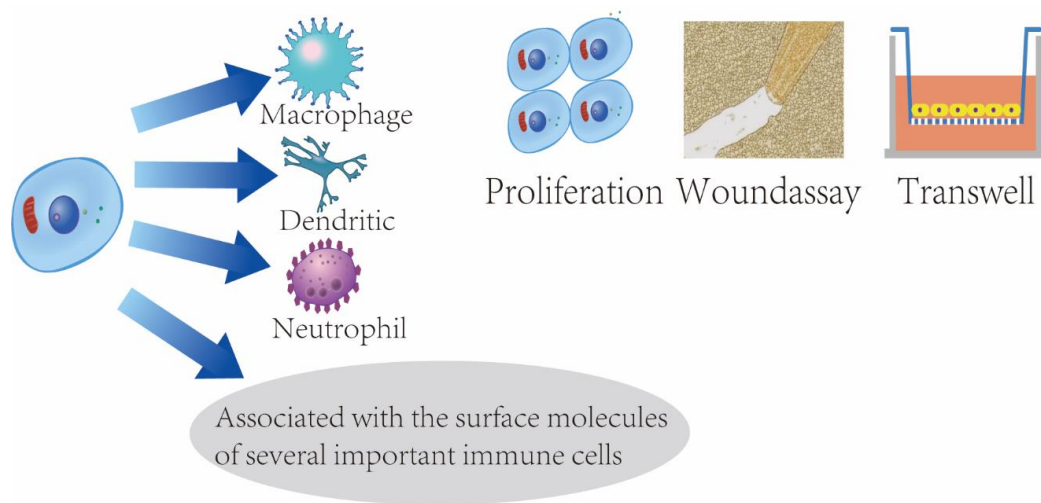 Macrophage
Dendritic
Neutrophil
Proliferation
Woundassay
Transwell
Associated with the surface molecules
of several important immune cells